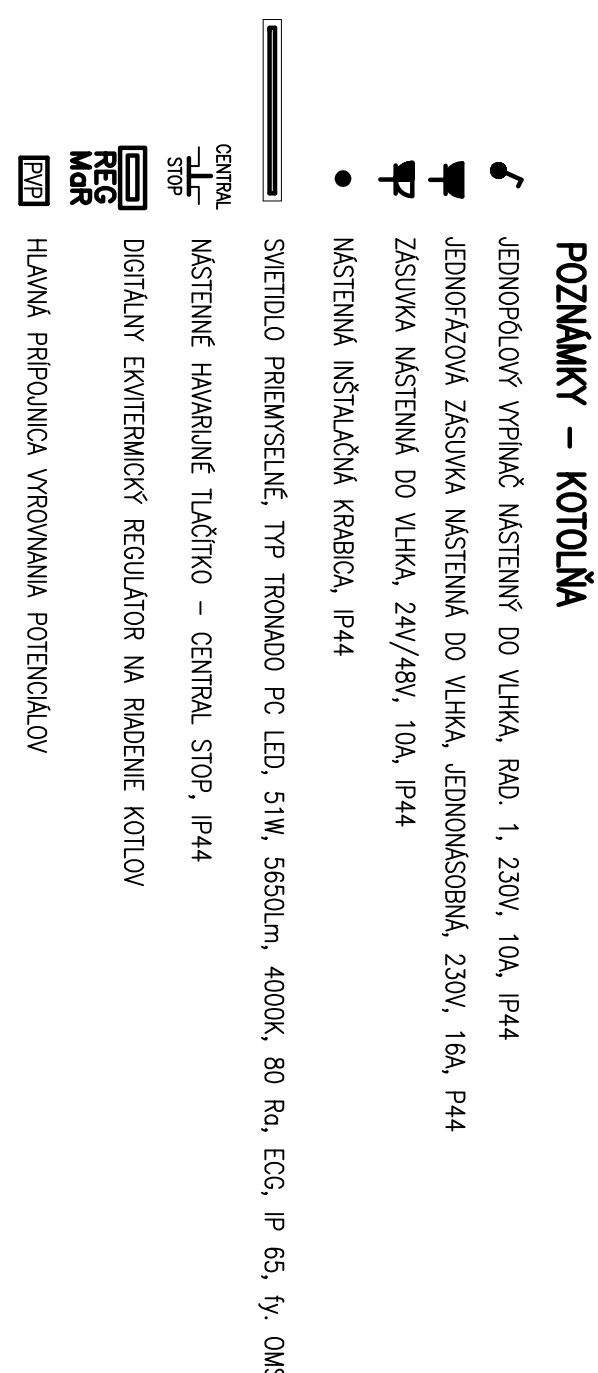 POZNÁMKY – KOTOLŇA
JEDNOPÓLOVÝ VYPÍNAČ NÁSTENNÝ DO VLHKA, RAD. 1, 230V, 10A, IP44
JEDNOFÁZOVÁ ZÁSUVKA NÁSTENNÁ DO VLHKA, JEDNONÁSOBNÁ, 230V, 16A, P44
ZÁSUVKA NÁSTENNÁ DO VLHKA, 24V/48V, 10A, IP44
NÁSTENNÁ INŠTALAČNÁ KRABICA, IP44
SVIETIDLO PRIEMYSELNÉ, TYP TRONADO PC LED, 51W, 5650Lm, 4000K, 80 Ra, ECG, IP 65, fy. OMS
CENTRAL
STOP
NÁSTENNÉ HAVARIJNÉ TLAČÍTKO – CENTRAL STOP, IP44
REG
MaR
DIGITÁLNY EKVITERMICKÝ REGULÁTOR NA RIADENIE KOTLOV
PVP
HLAVNÁ PRÍPOJNICA VYROVNANIA POTENCIÁLOV